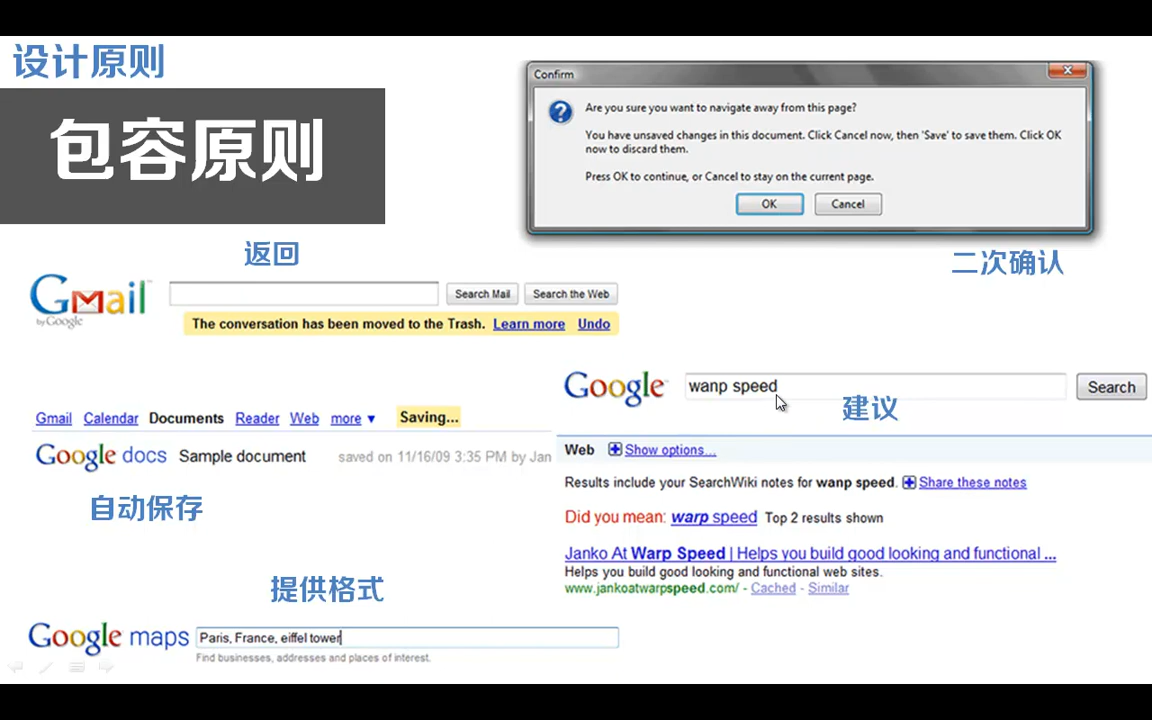 设计原则
包容原则
Confirm
Are you sure you want to navigate away from this page?
You have unsaved changes in this document. Click Cancel now, then 'Save' to save them. Click OK
now to discard them.
Press OK to continue, or Cancel to stay on the current page.
OK Cancel
二次确认
返回
Gmail
by Google
Search Mail Search the Web
The conversation has been moved to the Trash. Learn more Undo
Gmail Calendar Documents Reader Web more ▼ Saving...
Google docs Sample document saved on 11/16/09 3:35 PM by Jan
自动保存
Google wanp speed Search
建议
Web Show options...
Results include your SearchWiki notes for wanp speed. Share these notes
Did you mean: warp speed Top 2 results shown
Janko At Warp Speed | Helps you build good looking and functional ...
Helps you build good looking and functional web sites.
www.jankoatwarpspeed.com/ - Cached - Similar
提供格式
Google maps Paris, France, eiffel tower
Find businesses, addresses and places of interest.